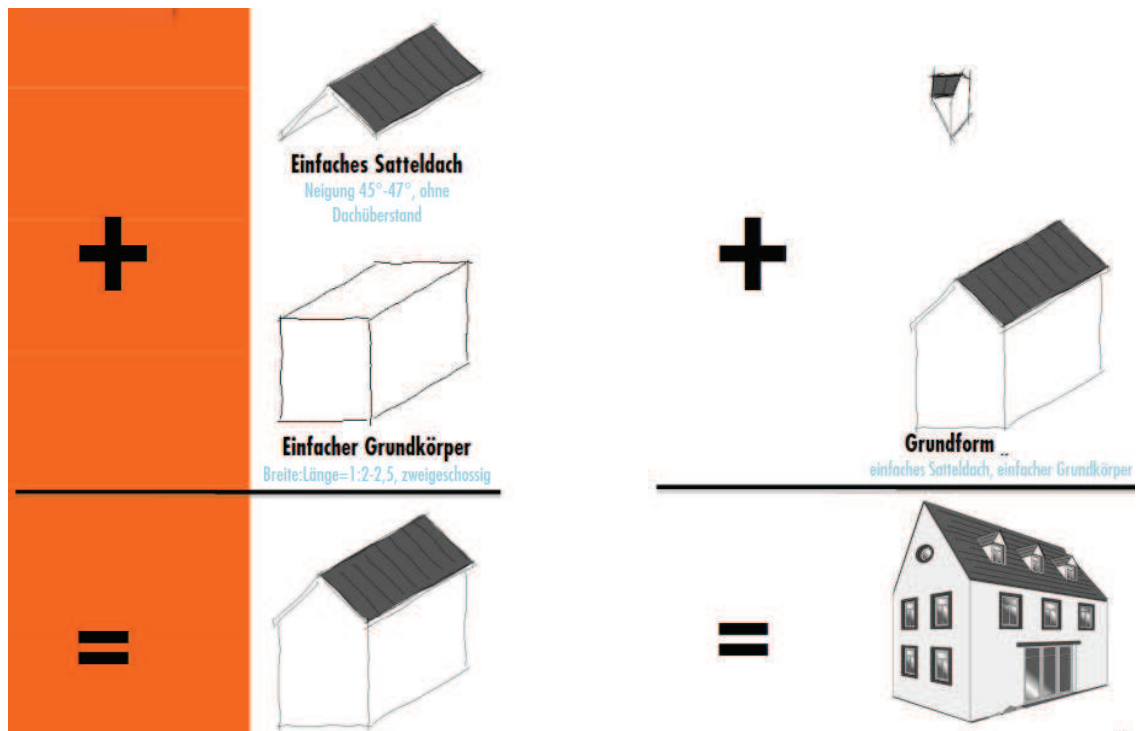 Einfaches Satteldach
Neigung 45°-47°, ohne
Dachüberstand
+
Einfacher Grundkörper
Breite:Länge=1:2-2,5, zweigeschossig
=
+
Grundform ..
einfaches Satteldach, einfacher Grundkörper
=